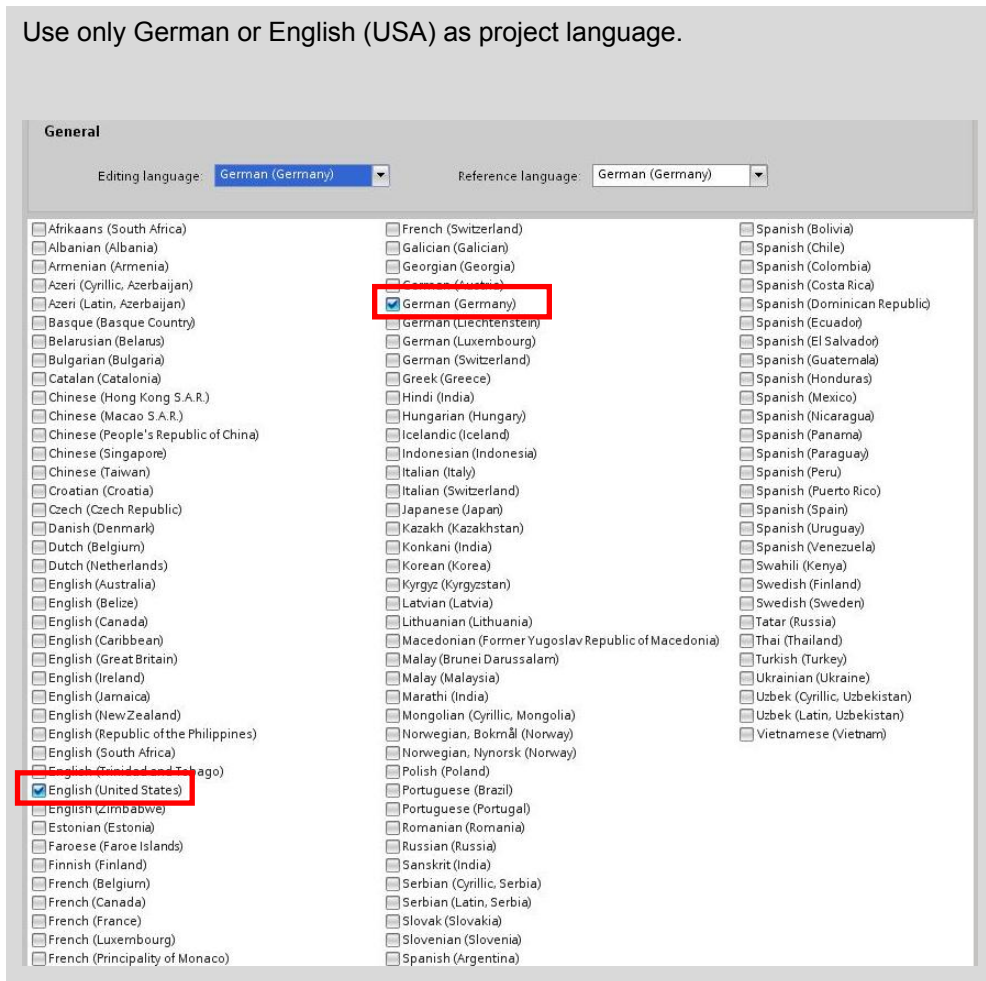 Use only German or English (USA) as project language.
General
Editing language: German (Germany)
Reference language: German (Germany)
Afrikaans (South Africa)
Albanian (Albania)
Armenian (Armenia)
Azeri (Cyrillic, Azerbaijan)
Azeri (Latin, Azerbaijan)
Basque (Basque Country)
Belarusian (Belarus)
Bulgarian (Bulgaria)
Catalan (Catalonia)
Chinese (Hong Kong S.A.R.)
Chinese (Macao S.A.R.)
Chinese (People's Republic of China)
Chinese (Singapore)
Chinese (Taiwan)
Croatian (Croatia)
Czech (Czech Republic)
Danish (Denmark)
Dutch (Belgium)
Dutch (Netherlands)
English (Australia)
English (Belize)
English (Canada)
English (Caribbean)
English (Great Britain)
English (Ireland)
English (Jamaica)
English (New Zealand)
English (Republic of the Philippines)
English (South Africa)
English (Trinidad and Tobago)
English (United States)
English (Zimbabwe)
Estonian (Estonia)
Faroese (Faroe Islands)
Finnish (Finland)
French (Belgium)
French (Canada)
French (France)
French (Luxembourg)
French (Principality of Monaco)
French (Switzerland)
Galician (Galician)
Georgian (Georgia)
German (Austria)
German (Germany)
German (Liechtenstein)
German (Luxembourg)
German (Switzerland)
Greek (Greece)
Hindi (India)
Hungarian (Hungary)
Icelandic (Iceland)
Indonesian (Indonesia)
Italian (Italy)
Italian (Switzerland)
Japanese (Japan)
Kazakh (Kazakhstan)
Konkani (India)
Korean (Korea)
Kyrgyz (Kyrgyzstan)
Latvian (Latvia)
Lithuanian (Lithuania)
Macedonian (Former Yugoslav Republic of Macedonia)
Malay (Brunei Darussalam)
Malay (Malaysia)
Marathi (India)
Mongolian (Cyrillic, Mongolia)
Norwegian, Bokmål (Norway)
Norwegian, Nynorsk (Norway)
Polish (Poland)
Portuguese (Brazil)
Portuguese (Portugal)
Romanian (Romania)
Russian (Russia)
Sanskrit (India)
Serbian (Cyrillic, Serbia)
Serbian (Latin, Serbia)
Slovak (Slovakia)
Slovenian (Slovenia)
Spanish (Argentina)
Spanish (Bolivia)
Spanish (Chile)
Spanish (Colombia)
Spanish (Costa Rica)
Spanish (Dominican Republic)
Spanish (Ecuador)
Spanish (El Salvador)
Spanish (Guatemala)
Spanish (Honduras)
Spanish (Mexico)
Spanish (Nicaragua)
Spanish (Panama)
Spanish (Paraguay)
Spanish (Peru)
Spanish (Puerto Rico)
Spanish (Spain)
Spanish (Uruguay)
Spanish (Venezuela)
Swahili (Kenya)
Swedish (Finland)
Swedish (Sweden)
Tatar (Russia)
Thai (Thailand)
Turkish (Turkey)
Ukrainian (Ukraine)
Uzbek (Cyrillic, Uzbekistan)
Uzbek (Latin, Uzbekistan)
Vietnamese (Vietnam)